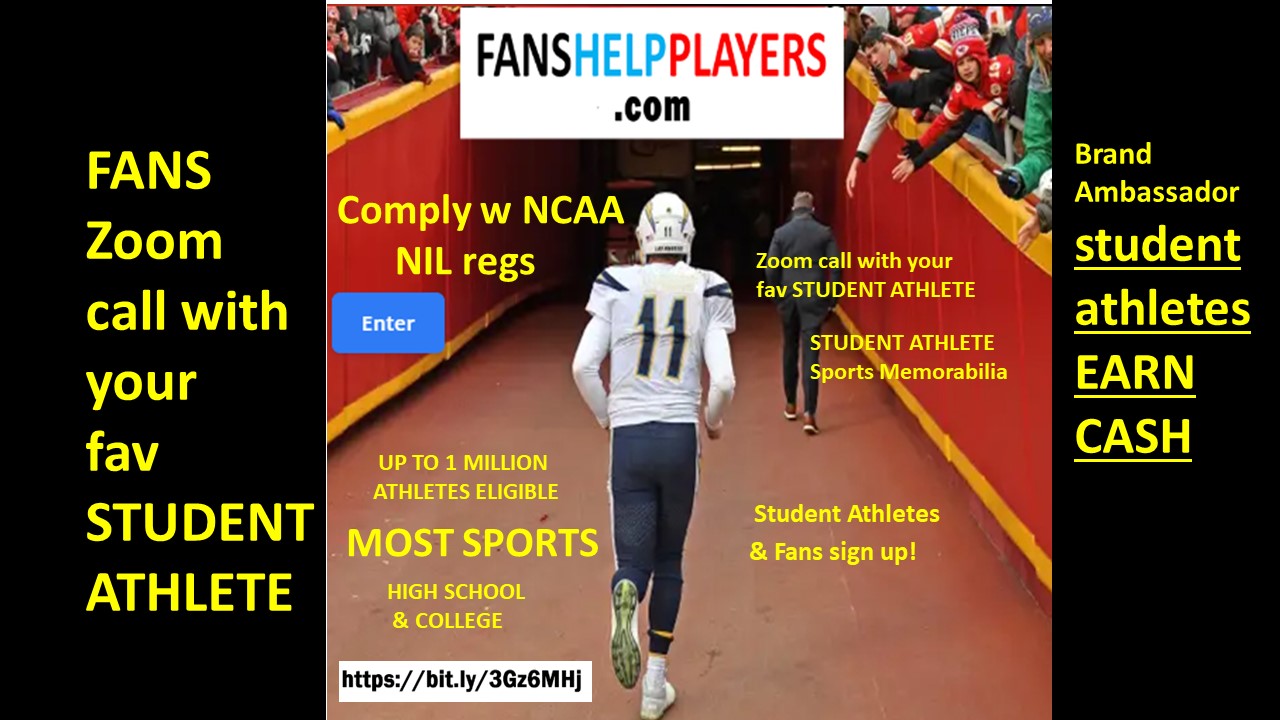 FANS
Zoom
call with
your
fav
STUDENT
ATHLETE
FANSHELPPLAYERS
.com
Comply w NCAA
NIL regs
Enter
11
11
Zoom call with your
fav STUDENT ATHLETE
STUDENT ATHLETE
Sports Memorabilia
UP TO 1 MILLION
ATHLETES ELIGIBLE
MOST SPORTS
HIGH SCHOOL
& COLLEGE
Student Athletes
& Fans sign up!
https://bit.ly/3Gz6MHj
Brand
Ambassador
student
athletes
EARN
CASH